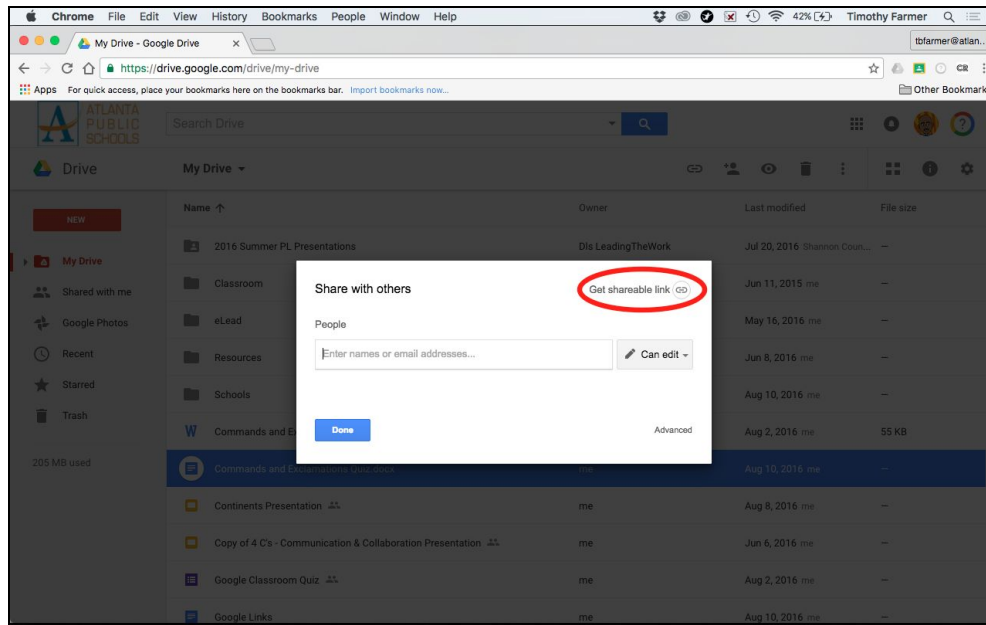 Chrome File Edit View History Bookmarks People Window Help 42% Timothy Farmer
My Drive - Google Drive tbfarmer@atlan...
https://drive.google.com/drive/my-drive CR
Apps For quick access, place your bookmarks here on the bookmarks bar. Import bookmarks now... Other Bookmark
ATLANTA
PUBLIC
SCHOOLS
Search Drive
Drive My Drive
NEW
My Drive
Shared with me
Google Photos
Recent
Starred
Trash
205 MB used
Name Owner Last modified File size
2016 Summer PL Presentations DIs LeadingTheWork Jul 20, 2016 Shannon Coun... –
Classroom Jun 11, 2015 me –
eLead May 16, 2016 me –
Resources Jun 8, 2016 me –
Schools Aug 10, 2016 me –
Commands and E Aug 2, 2016 me 55 KB
Commands and Exclamations Quiz.docx me Aug 10, 2016 me –
Continents Presentation me Aug 8, 2016 me –
Copy of 4 C's - Communication & Collaboration Presentation me Jun 6, 2016 me –
Google Classroom Quiz me Aug 2, 2016 me –
Google Links me Aug 10, 2016 me –
Share with others Get shareable link
People
Enter names or email addresses... Can edit
Done Advanced